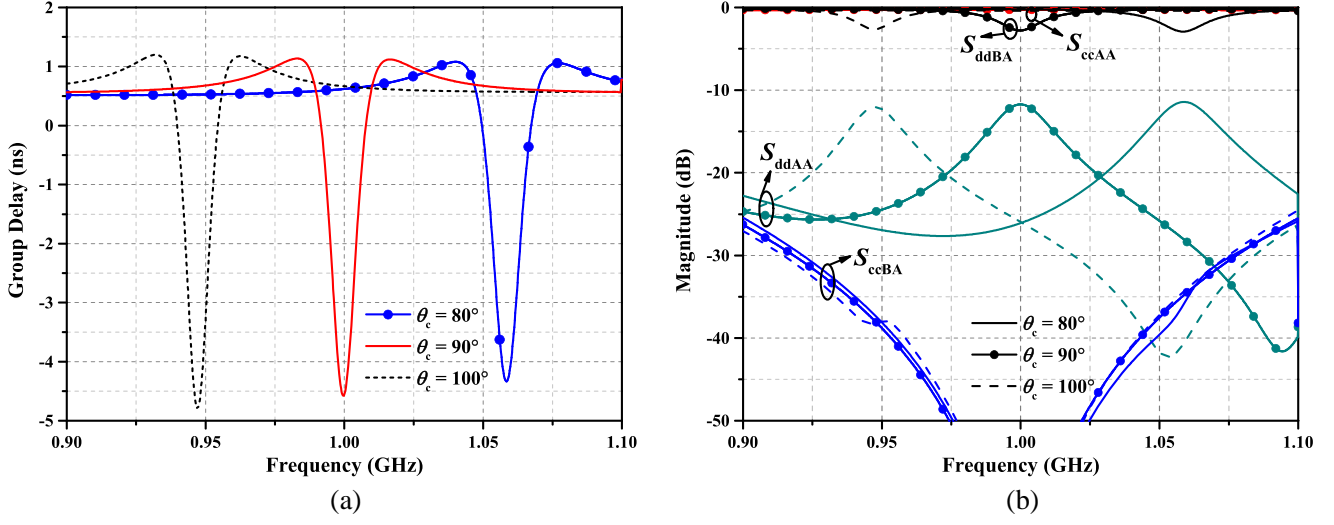 2
1
0
-1
-2
-3
-4
-5
0.90
0.95
1.00
1.05
1.10
Group Delay (ns)
Frequency (GHz)
θc = 80°
θc = 90°
θc = 100°
(a)
0
-10
-20
-30
-40
-50
0.90
0.95
1.00
1.05
1.10
Magnitude (dB)
Frequency (GHz)
SddBA
SccAA
SddAA
SccBA
θc = 80°
θc = 90°
θc = 100°
(b)